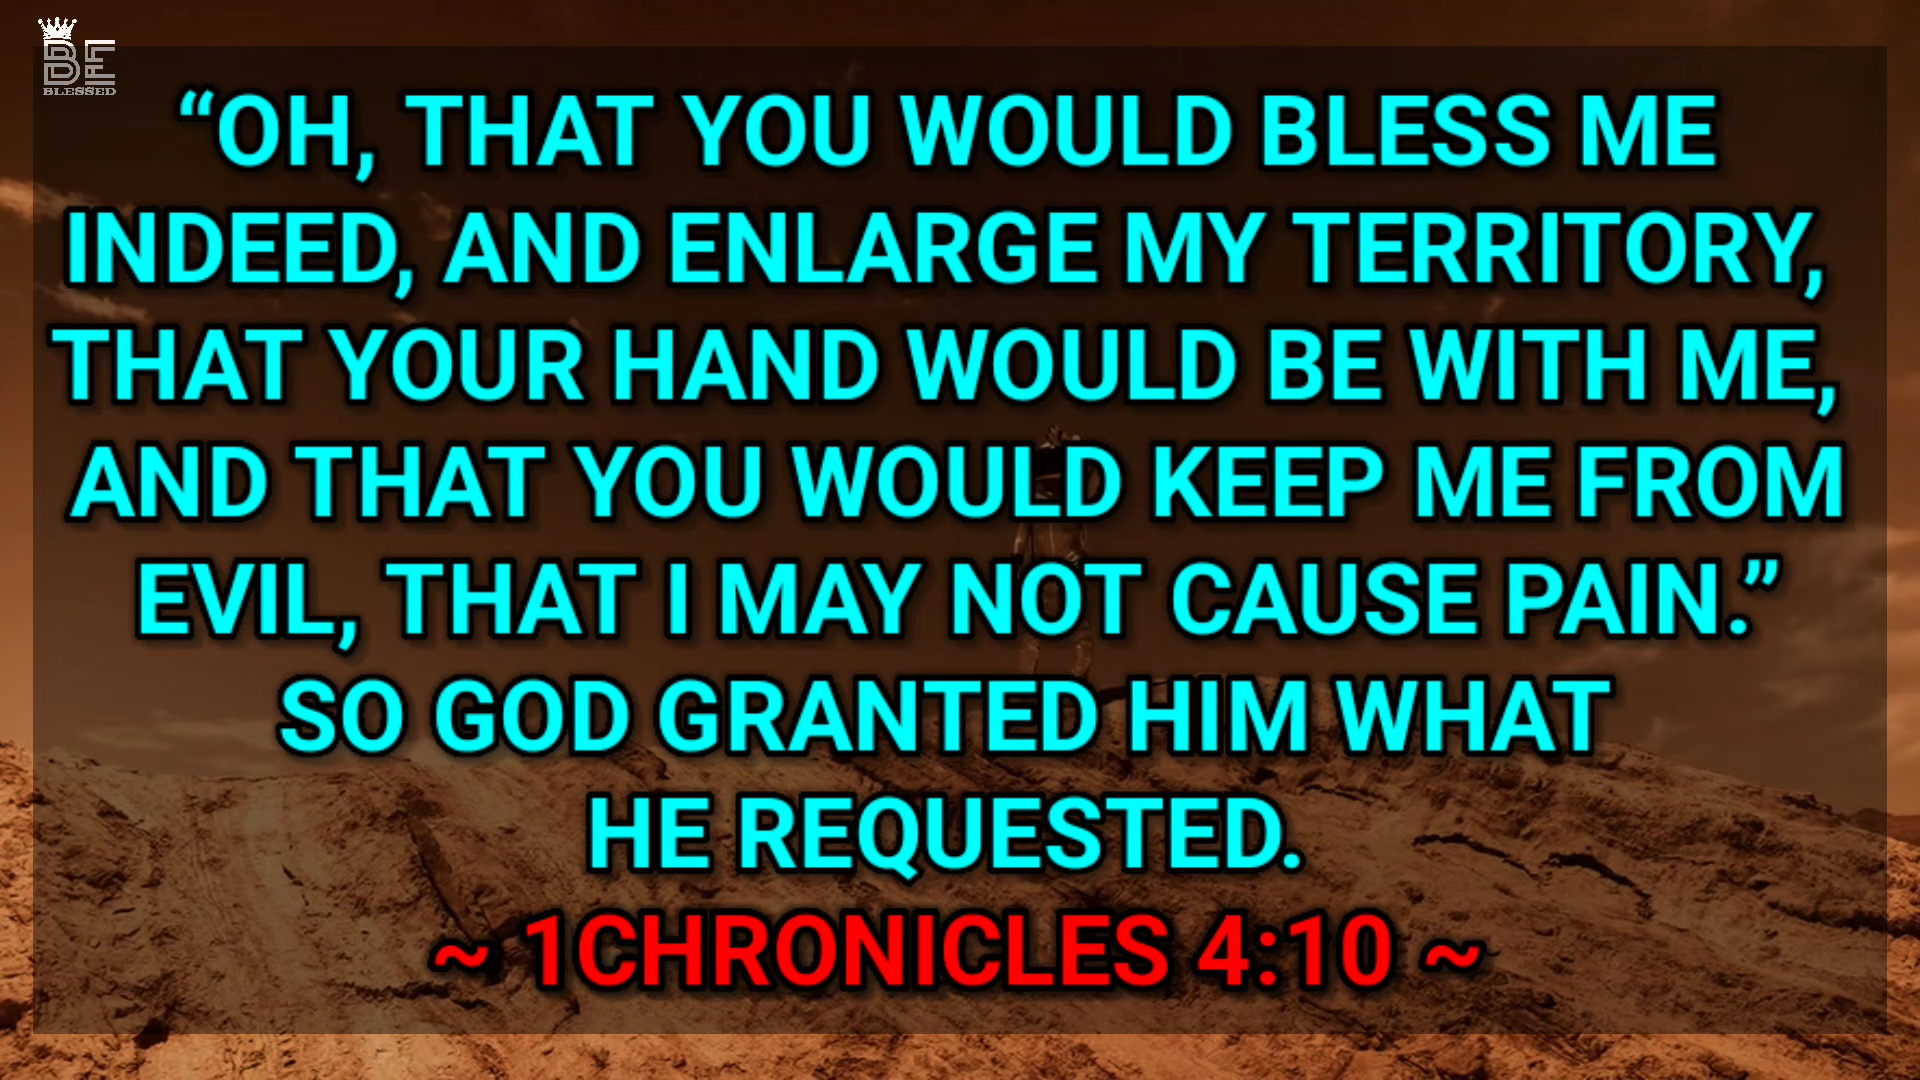 BE
BLESSED
“OH, THAT YOU WOULD BLESS ME
INDEED, AND ENLARGE MY TERRITORY,
THAT YOUR HAND WOULD BE WITH ME,
AND THAT YOU WOULD KEEP ME FROM
EVIL, THAT I MAY NOT CAUSE PAIN.”
SO GOD GRANTED HIM WHAT
HE REQUESTED.
~ 1CHRONICLES 4:10 ~